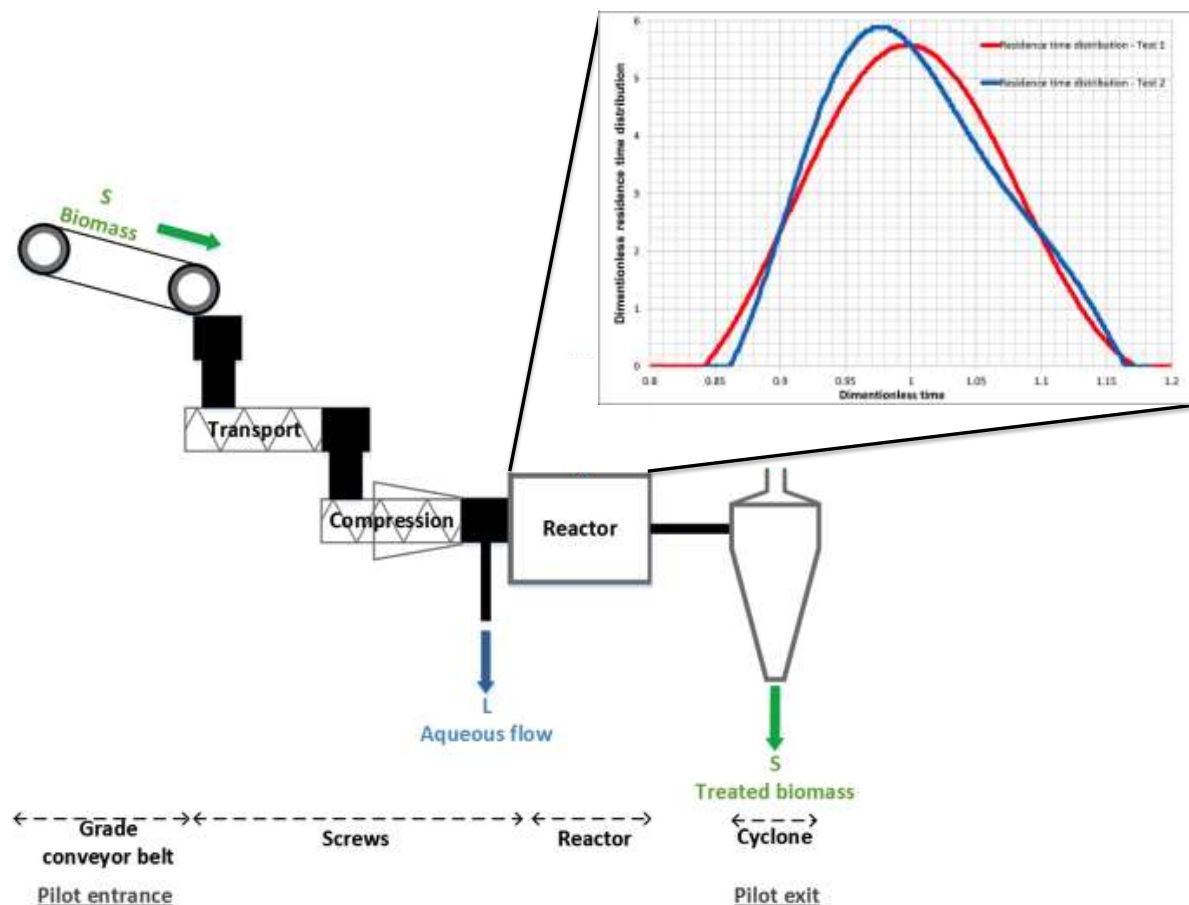 6
5
4
3
2
1
0
Dimentionless residence time distribution
Residence time distribution - Test 1
Residence time distribution - Test 2
0.8 0.85 0.9 0.95 1 1.05 1.1 1.15 1.2
Dimentionless time
S
Biomass
Transport
Compression
Reactor
L
Aqueous flow
S
Treated biomass
Grade
conveyor belt
Screws
Reactor
Cyclone
Pilot entrance
Pilot exit